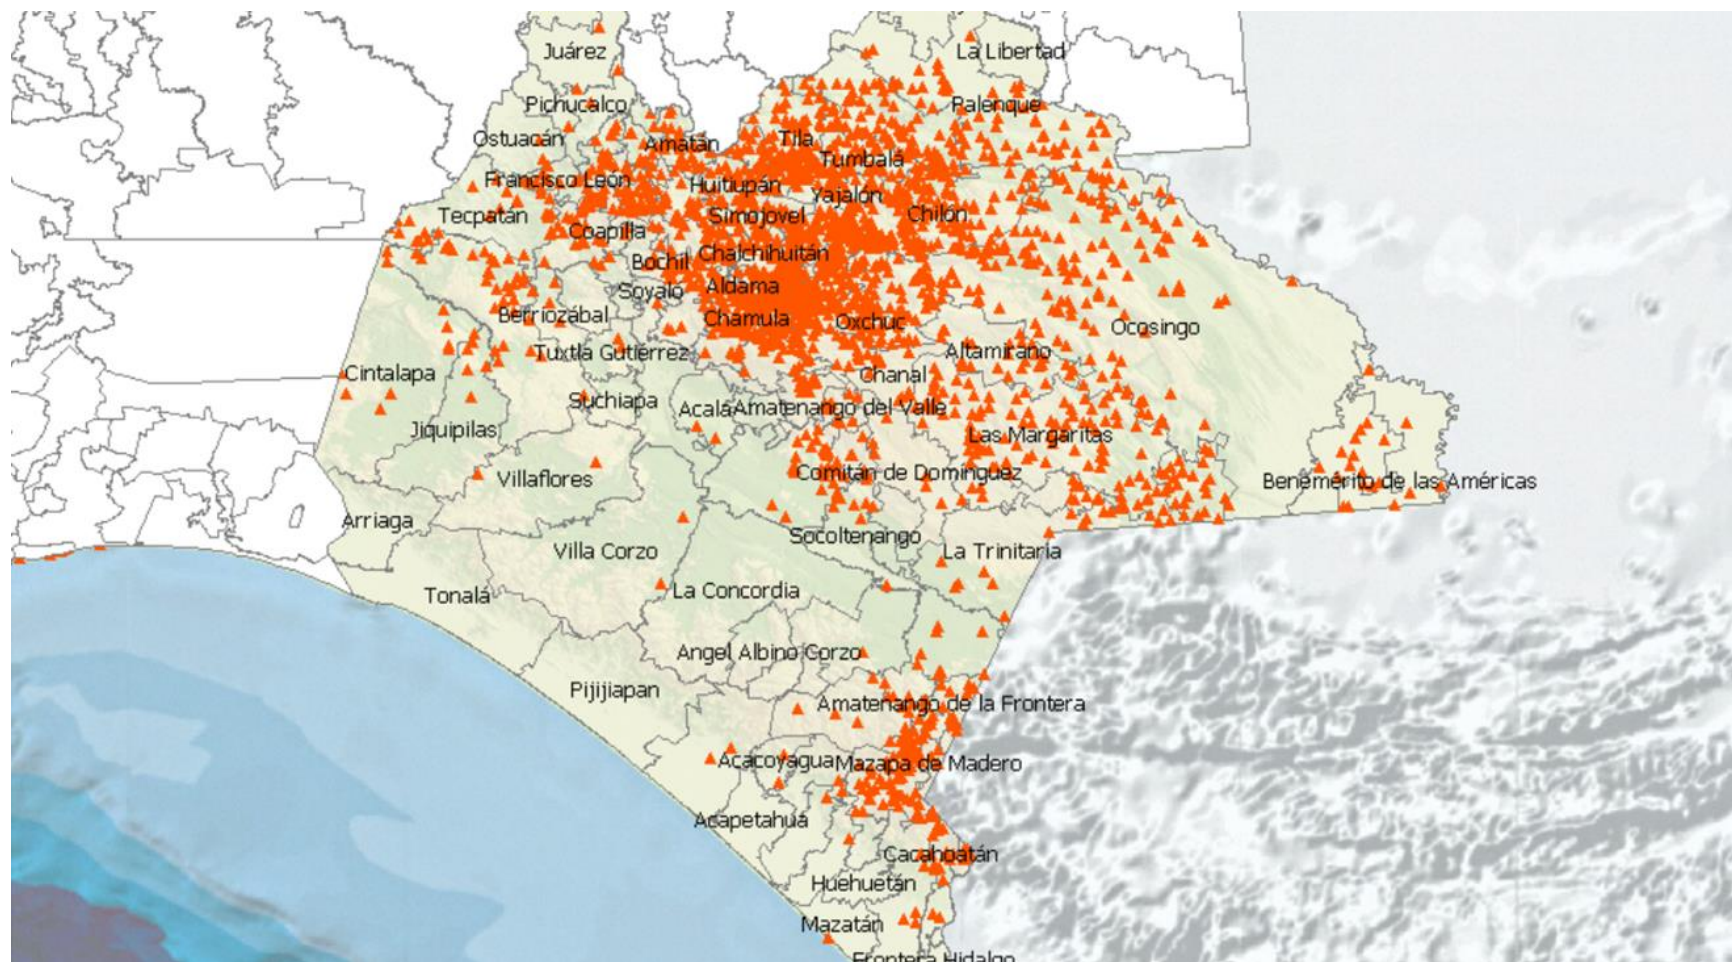 Juárez
La Libertad
Pichucalco
Palenque
Ostuacán
Amatán
Tila
Tumbalá
Francisco León
Huitiupán
Yajalón
Tecpatán
Simojovel
Chilón
Coapilla
Bochil
Chalchihuitán
Soyaló
Aldama
Berriozábal
Chamula
Oxchuc
Ocosingo
Tuxtla Gutiérrez
Altamirano
Cintalapa
Chanal
Suchiapa
Acala
Amatenango del Valle
Jiquipilas
Las Margaritas
Villaflores
Comitán de Domínguez
Benemérito de las Américas
Arriaga
Villa Corzo
Socoltenango
La Trinitaria
Tonalá
La Concordia
Angel Albino Corzo
Pijijiapan
Amatenango de la Frontera
Acacoyagua
Mazapa de Madero
Acapetahua
Cacahoatán
Huehuetán
Mazatán
Frontera Hidalgo